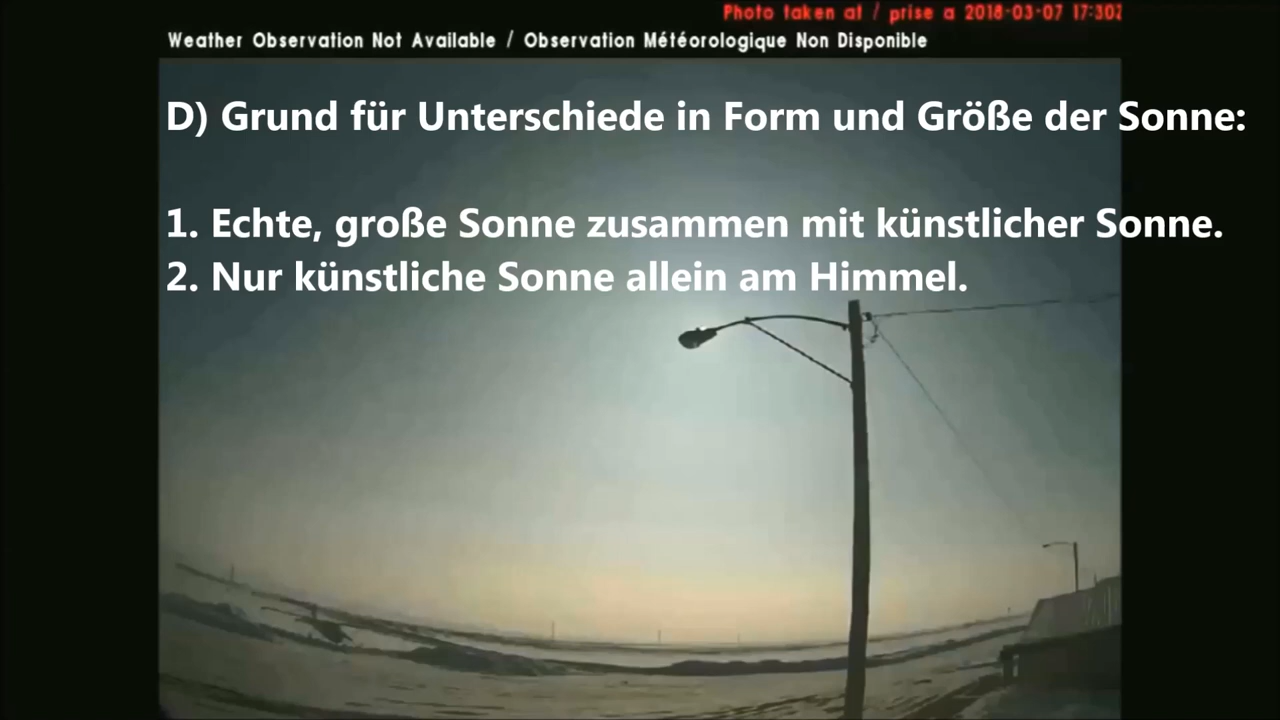 Photo taken at / prise a 2018-03-07 17:30Z
Weather Observation Not Available / Observation Météorologique Non Disponible
D) Grund für Unterschiede in Form und Größe der Sonne:
1. Echte, große Sonne zusammen mit künstlicher Sonne.
2. Nur künstliche Sonne allein am Himmel.